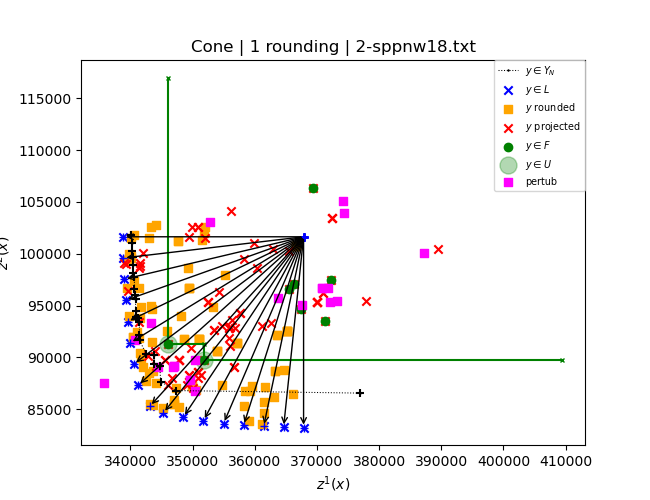 Cone | 1 rounding | 2-sppnw18.txt
z²(x)
115000
110000
105000
100000
95000
90000
85000
y ∈ Y_N
y ∈ L
y rounded
y projected
y ∈ F
y ∈ U
pertub
340000 350000 360000 370000 380000 390000 400000 410000
z¹(x)